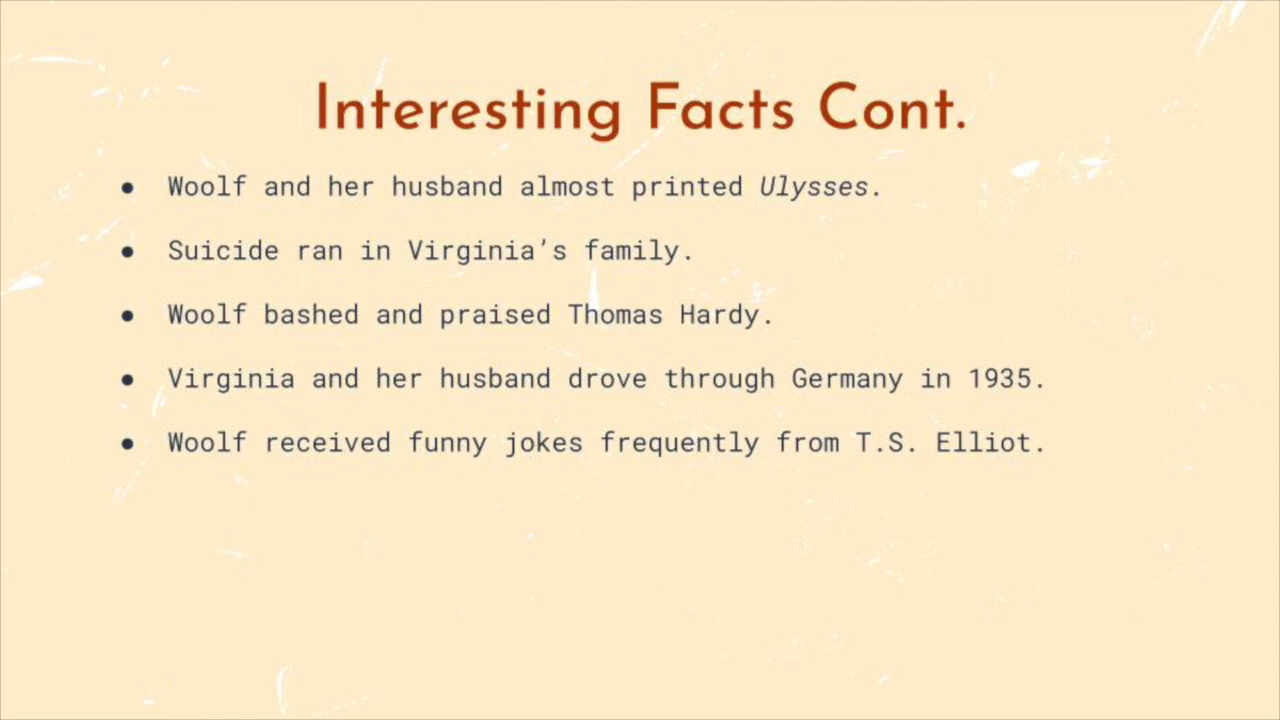 Interesting Facts Cont.
● Woolf and her husband almost printed Ulysses.
● Suicide ran in Virginia’s family.
● Woolf bashed and praised Thomas Hardy.
● Virginia and her husband drove through Germany in 1935.
● Woolf received funny jokes frequently from T.S. Elliot.